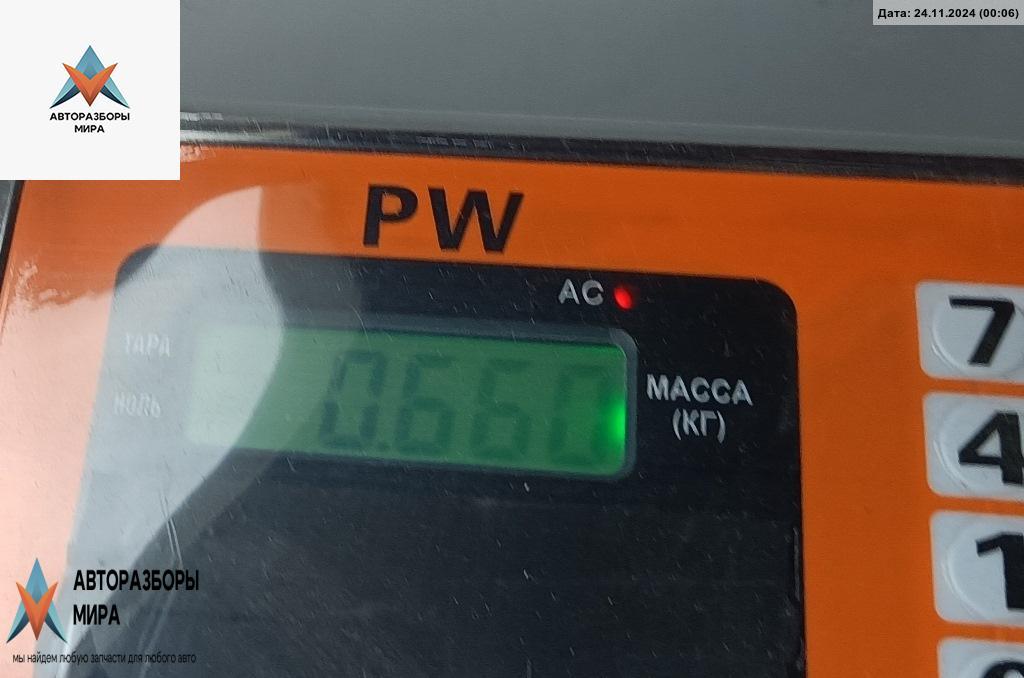 Дата: 24.11.2024 (00:06)
АВТОРАЗБОРЫ
МИРА
PW
АС
7
ТАРА
0.660
МАССА
(КГ)
НОЛЬ
4
1
АВТОРАЗБОРЫ
МИРА
мы найдем любую запчасти для любого авто